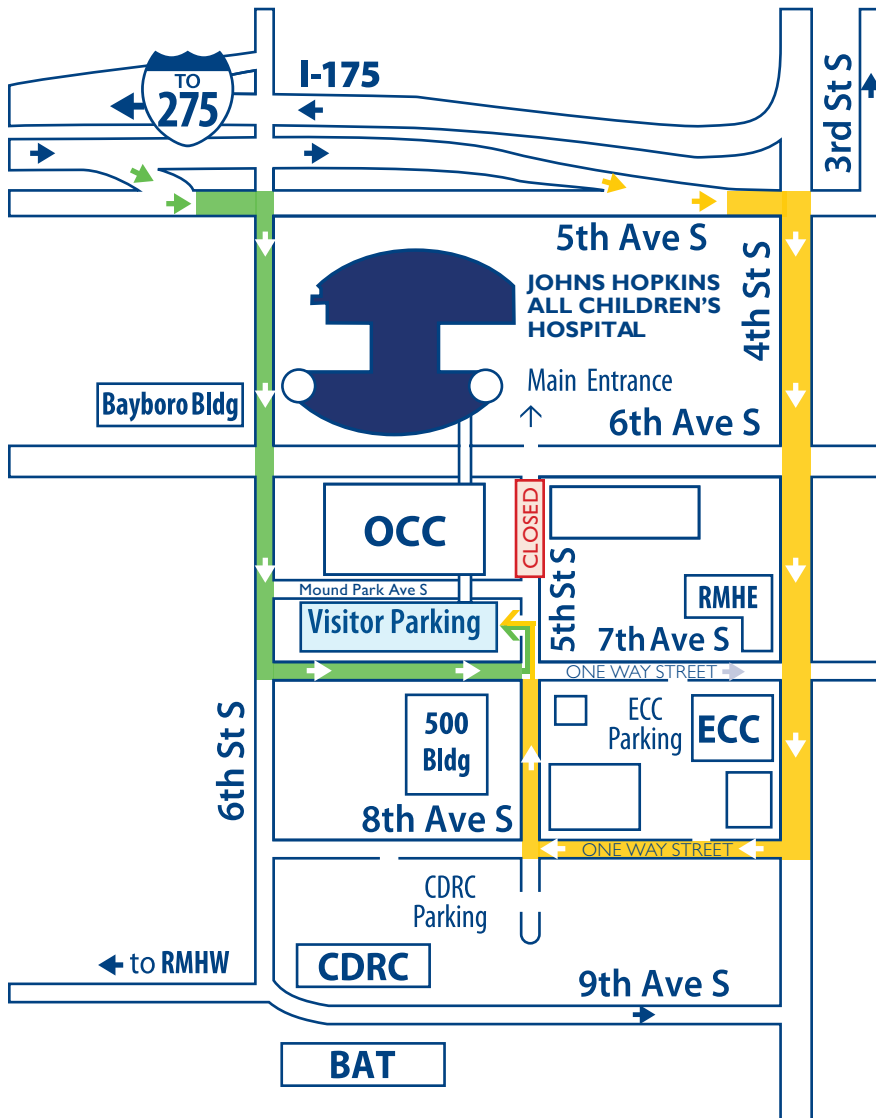 TO
275
I-175
3rd St S
5th Ave S
4th St S
JOHNS HOPKINS
ALL CHILDREN'S
HOSPITAL
Main Entrance
Bayboro Bldg
6th Ave S
OCC
CLOSED
5th St S
Mound Park Ave S
Visitor Parking
RMHE
7th Ave S
ONE WAY STREET
6th St S
500
Bldg
ECC
Parking
ECC
8th Ave S
ONE WAY STREET
CDRC
Parking
to RMHW
CDRC
9th Ave S
BAT